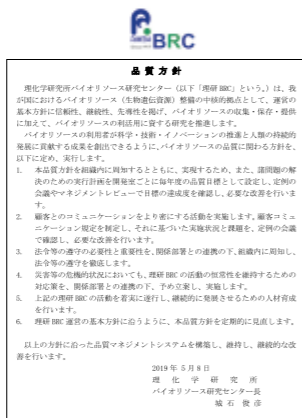 BRC
品 質 方 針
理化学研究所バイオリソース研究センター（以下「理研 BRC」という。）は、我
が国におけるバイオリソース（生物遺伝資源）整備の中核的拠点として、運営の
基本方針に信頼性、継続性、先導性を掲げ、バイオリソースの収集・保存・提供
に加えて、バイオリソースの利活用に資する研究を推進します。
バイオリソースの利用者が科学・技術・イノベーションの推進と人類の持続的
発展に貢献する成果を創出できるように、バイオリソースの品質に関わる方針を、
以下に定め、実行します。
1. 本品質方針を組織内に周知するとともに、実現するため、また、諸問題の解
決のための実行計画を開発室ごとに毎年度の品質目標として設定し、定例の
会議やマネジメントレビューで目標の達成度を確認し、必要な改善を行いま
す。
2. 顧客とのコミュニケーションをより密にする活動を実施します。顧客コミュ
ニケーション規定を制定し、それに基づいた実施状況と課題を、定例の会議
で確認し、必要な改善を行います。
3. 法令等の遵守の必要性と重要性を、関係部署との連携の下、組織内に周知し、
法令等の遵守を徹底します。
4. 災害等の危機的状況においても、理研 BRC の活動の恒常性を維持するための
対応策を、関係部署との連携の下、予め立案し、実施します。
5. 上記の理研 BRC の活動を着実に遂行し、継続的に発展させるための人材育成
を行います。
6. 理研 BRC 運営の基本方針に沿うように、本品質方針を定期的に見直します。
以上の方針に沿った品質マネジメントシステムを構築し、維持し、継続的な改
善を行います。
2019 年 5 月 8 日
理 化 学 研 究 所
バイオリソース研究センター長
城 石 俊 彦